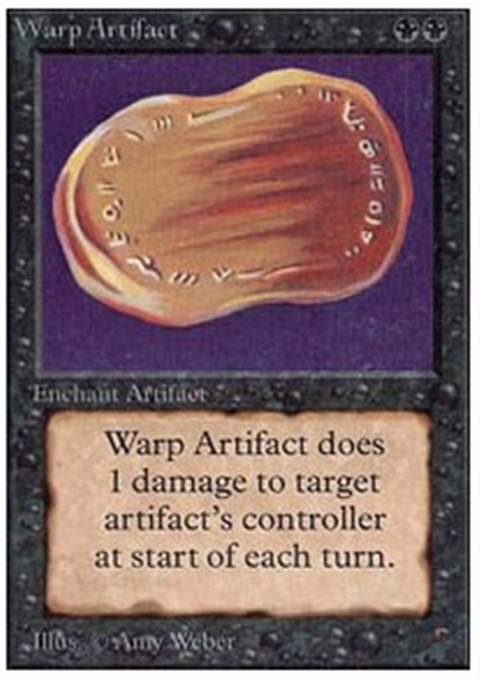 Warp Artifact
Enchant Artifact
Warp Artifact does
1 damage to target
artifact's controller
at start of each turn.
Illus. © Amy Weber